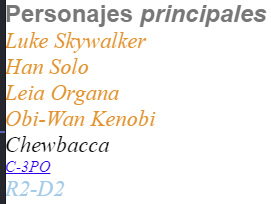 Personajes principales
Luke Skywalker
Han Solo
Leia Organa
Obi-Wan Kenobi
Chewbacca
C-3PO
R2-D2